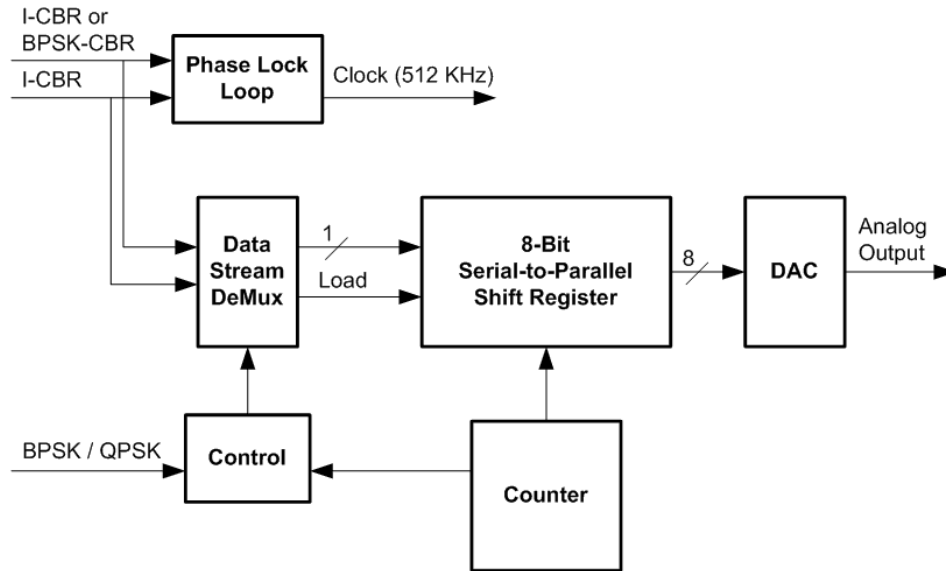 I-CBR or
BPSK-CBR
I-CBR
Phase Lock
Loop
Clock (512 KHz)
Data
Stream
DeMux
1
Load
8-Bit
Serial-to-Parallel
Shift Register
8
DAC
Analog
Output
BPSK / QPSK
Control
Counter